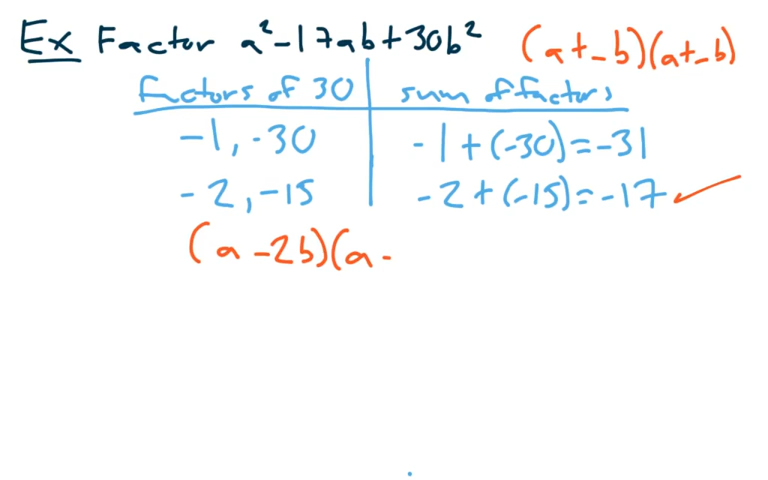 Ex Factor a²-17ab+30b² (a+_b)(a+_b)
factors of 30 sum of factors
-1, -30 -1+(-30)=-31
-2, -15 -2+(-15)=-17 ✓
(a-2b)(a-